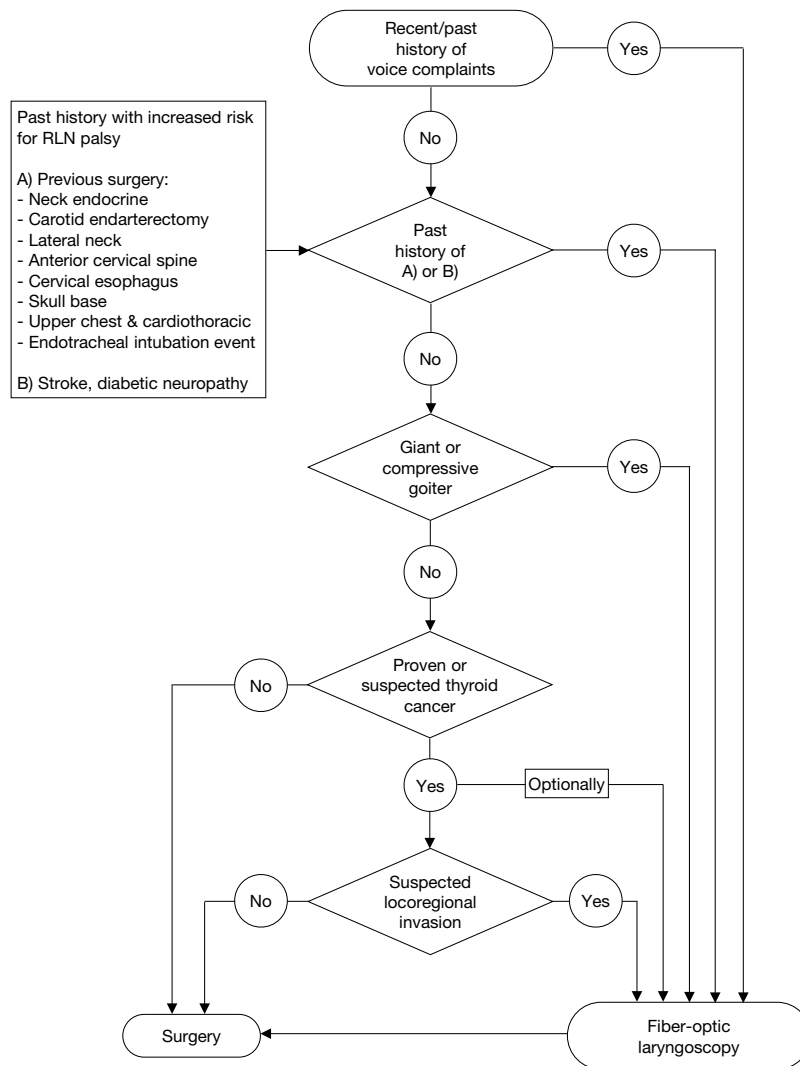 Recent/past
history of
voice complaints
Yes
No
Past history with increased risk
for RLN palsy
A) Previous surgery:
- Neck endocrine
- Carotid endarterectomy
- Lateral neck
- Anterior cervical spine
- Cervical esophagus
- Skull base
- Upper chest & cardiothoracic
- Endotracheal intubation event
B) Stroke, diabetic neuropathy
Past
history of
A) or B)
Yes
No
Giant or
compressive
goiter
Yes
No
Proven or
suspected thyroid
cancer
No
Yes
Optionally
Suspected
locoregional
invasion
No
Yes
Surgery
Fiber-optic
laryngoscopy